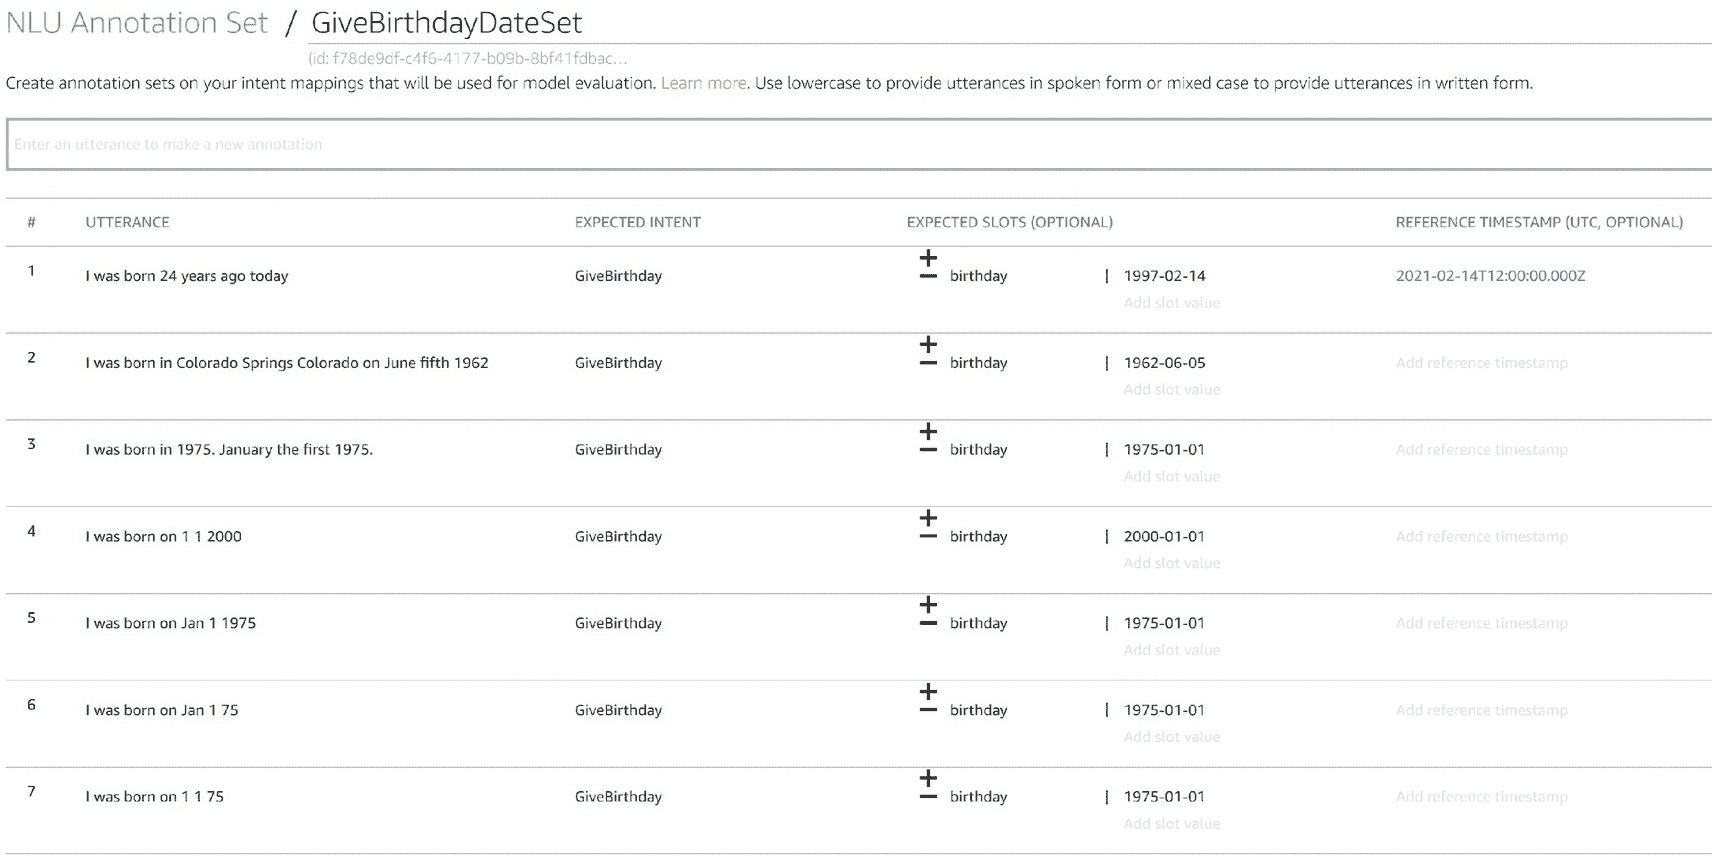 NLU Annotation Set / GiveBirthdayDateSet
(id: f78de9df-c4f6-4177-b09b-8bf41fdbac...
Create annotation sets on your intent mappings that will be used for model evaluation. Learn more. Use lowercase to provide utterances in spoken form or mixed case to provide utterances in written form.
Enter an utterance to make a new annotation
# UTTERANCE EXPECTED INTENT EXPECTED SLOTS (OPTIONAL) REFERENCE TIMESTAMP (UTC, OPTIONAL)
1 I was born 24 years ago today GiveBirthday birthday | 1997-02-14 2021-02-14T12:00:00.000Z
Add slot value
2 I was born in Colorado Springs Colorado on June fifth 1962 GiveBirthday birthday | 1962-06-05 Add reference timestamp
Add slot value
3 I was born in 1975. January the first 1975. GiveBirthday birthday | 1975-01-01 Add reference timestamp
Add slot value
4 I was born on 1 1 2000 GiveBirthday birthday | 2000-01-01 Add reference timestamp
Add slot value
5 I was born on Jan 1 1975 GiveBirthday birthday | 1975-01-01 Add reference timestamp
Add slot value
6 I was born on Jan 1 75 GiveBirthday birthday | 1975-01-01 Add reference timestamp
Add slot value
7 I was born on 1 1 75 GiveBirthday birthday | 1975-01-01 Add reference timestamp
Add slot value